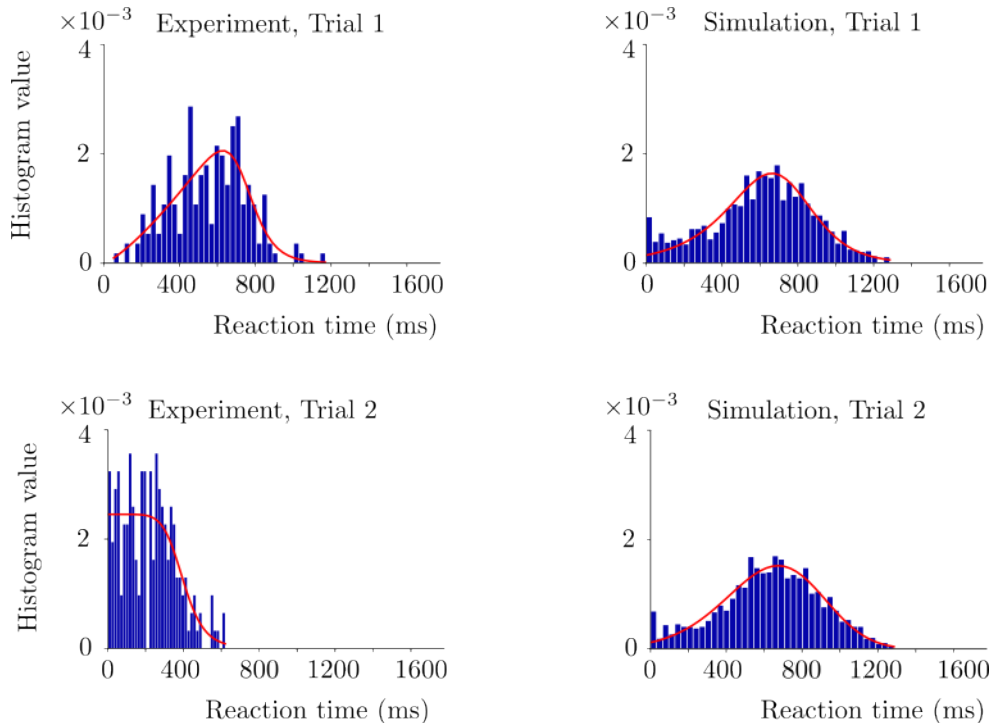 ×10⁻³ Experiment, Trial 1
Histogram value
4
2
0
0 400 800 1200 1600
Reaction time (ms)
×10⁻³ Simulation, Trial 1
4
2
0
0 400 800 1200 1600
Reaction time (ms)
×10⁻³ Experiment, Trial 2
Histogram value
4
2
0
0 400 800 1200 1600
Reaction time (ms)
×10⁻³ Simulation, Trial 2
4
2
0
0 400 800 1200 1600
Reaction time (ms)